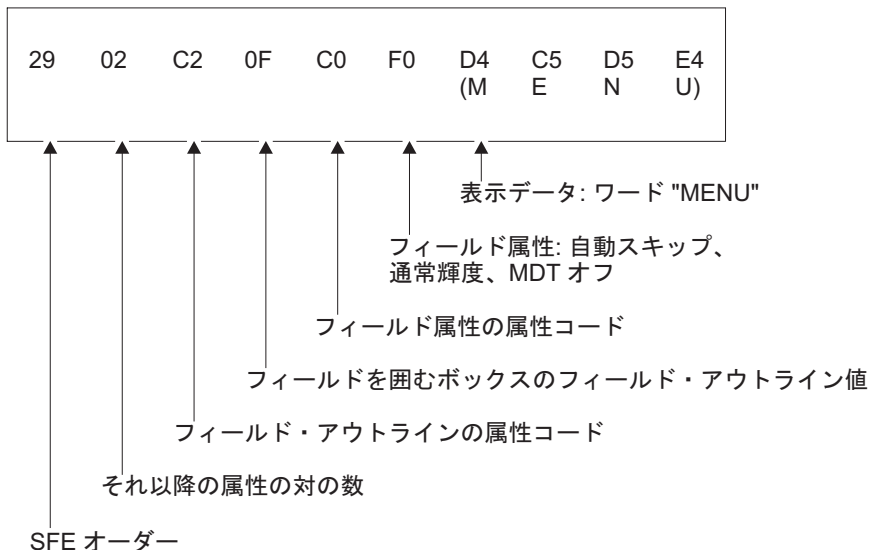 29 02 C2 0F C0 F0 D4 C5 D5 E4
(M E N U)
表示データ: ワード "MENU"
フィールド属性: 自動スキップ、
通常輝度、MDT オフ
フィールド属性の属性コード
フィールドを囲むボックスのフィールド・アウトライン値
フィールド・アウトラインの属性コード
それ以降の属性の対の数
SFE オーダー